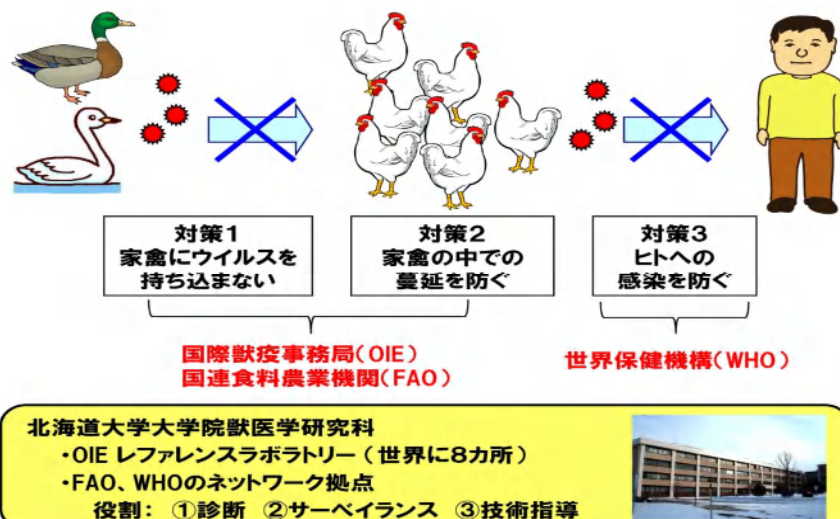 対策1
家禽にウイルスを
持ち込まない
対策2
家禽の中での
蔓延を防ぐ
対策3
ヒトへの
感染を防ぐ
国際獣疫事務局(OIE)
国連食料農業機関(FAO)
世界保健機構(WHO)
北海道大学大学院獣医学研究科
・OIE レファレンスラボラトリー(世界に8カ所)
・FAO、WHOのネットワーク拠点
役割: ①診断 ②サーベイランス ③技術指導